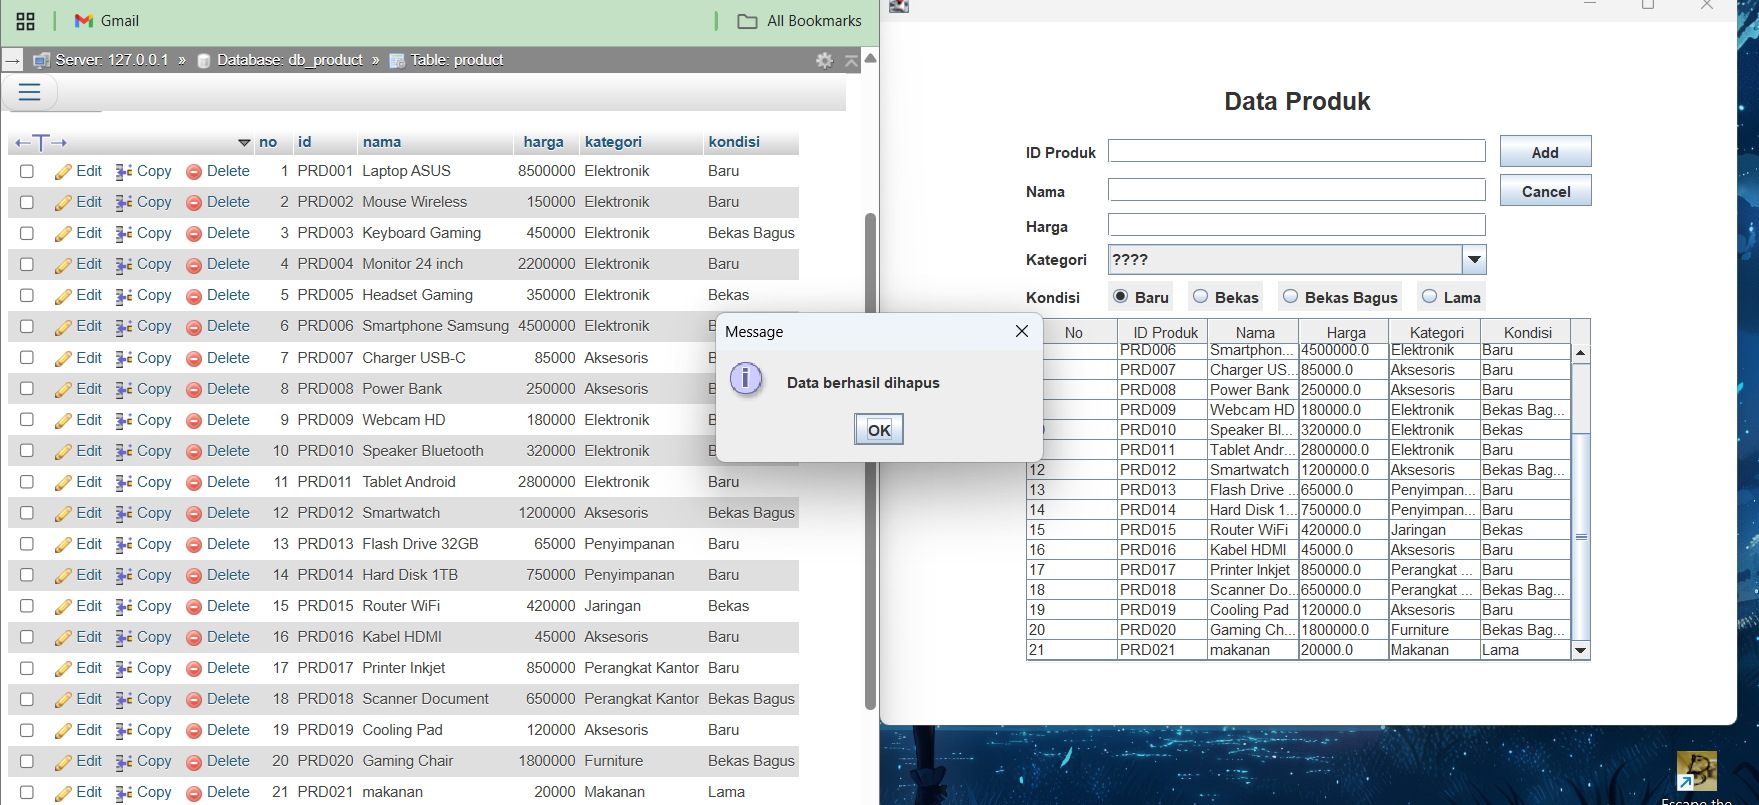 Gmail
All Bookmarks
Server: 127.0.0.1 » Database: db_product » Table: product
no id nama harga kategori kondisi
Edit Copy Delete 1 PRD001 Laptop ASUS 8500000 Elektronik Baru
Edit Copy Delete 2 PRD002 Mouse Wireless 150000 Elektronik Baru
Edit Copy Delete 3 PRD003 Keyboard Gaming 450000 Elektronik Bekas Bagus
Edit Copy Delete 4 PRD004 Monitor 24 inch 2200000 Elektronik Baru
Edit Copy Delete 5 PRD005 Headset Gaming 350000 Elektronik Bekas
Edit Copy Delete 6 PRD006 Smartphone Samsung 4500000 Elektronik
Edit Copy Delete 7 PRD007 Charger USB-C 85000 Aksesoris
Edit Copy Delete 8 PRD008 Power Bank 250000 Aksesoris
Edit Copy Delete 9 PRD009 Webcam HD 180000 Elektronik
Edit Copy Delete 10 PRD010 Speaker Bluetooth 320000 Elektronik
Edit Copy Delete 11 PRD011 Tablet Android 2800000 Elektronik Baru
Edit Copy Delete 12 PRD012 Smartwatch 1200000 Aksesoris Bekas Bagus
Edit Copy Delete 13 PRD013 Flash Drive 32GB 65000 Penyimpanan Baru
Edit Copy Delete 14 PRD014 Hard Disk 1TB 750000 Penyimpanan Baru
Edit Copy Delete 15 PRD015 Router WiFi 420000 Jaringan Bekas
Edit Copy Delete 16 PRD016 Kabel HDMI 45000 Aksesoris Baru
Edit Copy Delete 17 PRD017 Printer Inkjet 850000 Perangkat Kantor Baru
Edit Copy Delete 18 PRD018 Scanner Document 650000 Perangkat Kantor Bekas Bagus
Edit Copy Delete 19 PRD019 Cooling Pad 120000 Aksesoris Baru
Edit Copy Delete 20 PRD020 Gaming Chair 1800000 Furniture Bekas Bagus
Edit Copy Delete 21 PRD021 makanan 20000 Makanan Lama
Message
Data berhasil dihapus
OK
Data Produk
ID Produk Add
Nama Cancel
Harga
Kategori ????
Kondisi Baru Bekas Bekas Bagus Lama
No ID Produk Nama Harga Kategori Kondisi
PRD006 Smartphon... 4500000.0 Elektronik Baru
PRD007 Charger US... 85000.0 Aksesoris Baru
PRD008 Power Bank 250000.0 Aksesoris Baru
PRD009 Webcam HD 180000.0 Elektronik Bekas Bag...
PRD010 Speaker Bl... 320000.0 Elektronik Bekas
PRD011 Tablet Andr... 2800000.0 Elektronik Baru
12 PRD012 Smartwatch 1200000.0 Aksesoris Bekas Bag...
13 PRD013 Flash Drive ... 65000.0 Penyimpan... Baru
14 PRD014 Hard Disk 1... 750000.0 Penyimpan... Baru
15 PRD015 Router WiFi 420000.0 Jaringan Bekas
16 PRD016 Kabel HDMI 45000.0 Aksesoris Baru
17 PRD017 Printer Inkjet 850000.0 Perangkat ... Baru
18 PRD018 Scanner Do... 650000.0 Perangkat ... Bekas Bag...
19 PRD019 Cooling Pad 120000.0 Aksesoris Baru
20 PRD020 Gaming Ch... 1800000.0 Furniture Bekas Bag...
21 PRD021 makanan 20000.0 Makanan Lama